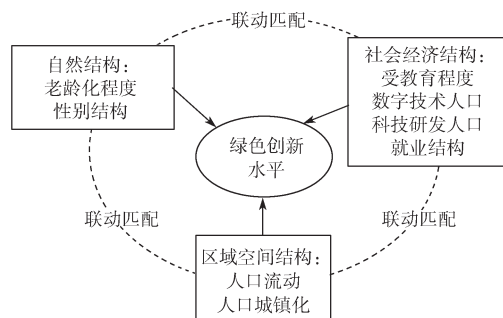 联动匹配
自然结构：
老龄化程度
性别结构
社会经济结构：
受教育程度
数字技术人口
科技研发人口
就业结构
绿色创新
水平
联动匹配
联动匹配
区域空间结构：
人口流动
人口城镇化